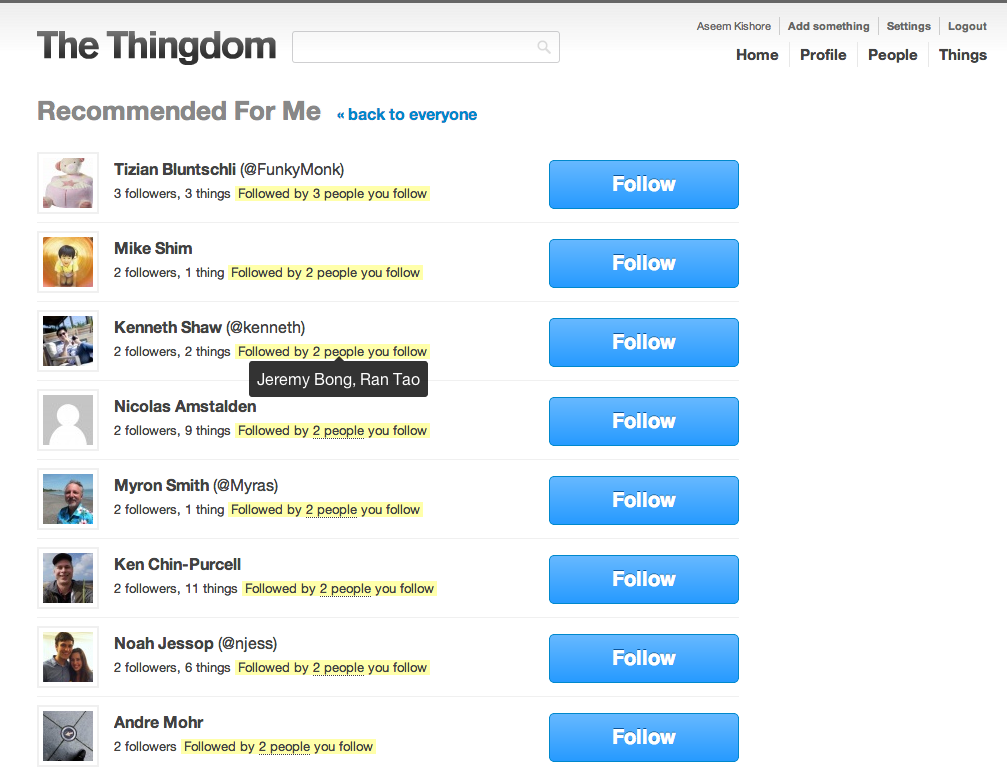 Aseem Kishore Add something Settings Logout
The Thingdom
Home Profile People Things
Recommended For Me « back to everyone
Tizian Bluntschli (@FunkyMonk)
3 followers, 3 things Followed by 3 people you follow
Follow
Mike Shim
2 followers, 1 thing Followed by 2 people you follow
Follow
Kenneth Shaw (@kenneth)
2 followers, 2 things Followed by 2 people you follow
Follow
Jeremy Bong, Ran Tao
Nicolas Amstalden
2 followers, 9 things Followed by 2 people you follow
Follow
Myron Smith (@Myras)
2 followers, 1 thing Followed by 2 people you follow
Follow
Ken Chin-Purcell
2 followers, 11 things Followed by 2 people you follow
Follow
Noah Jessop (@njess)
2 followers, 6 things Followed by 2 people you follow
Follow
Andre Mohr
2 followers Followed by 2 people you follow
Follow